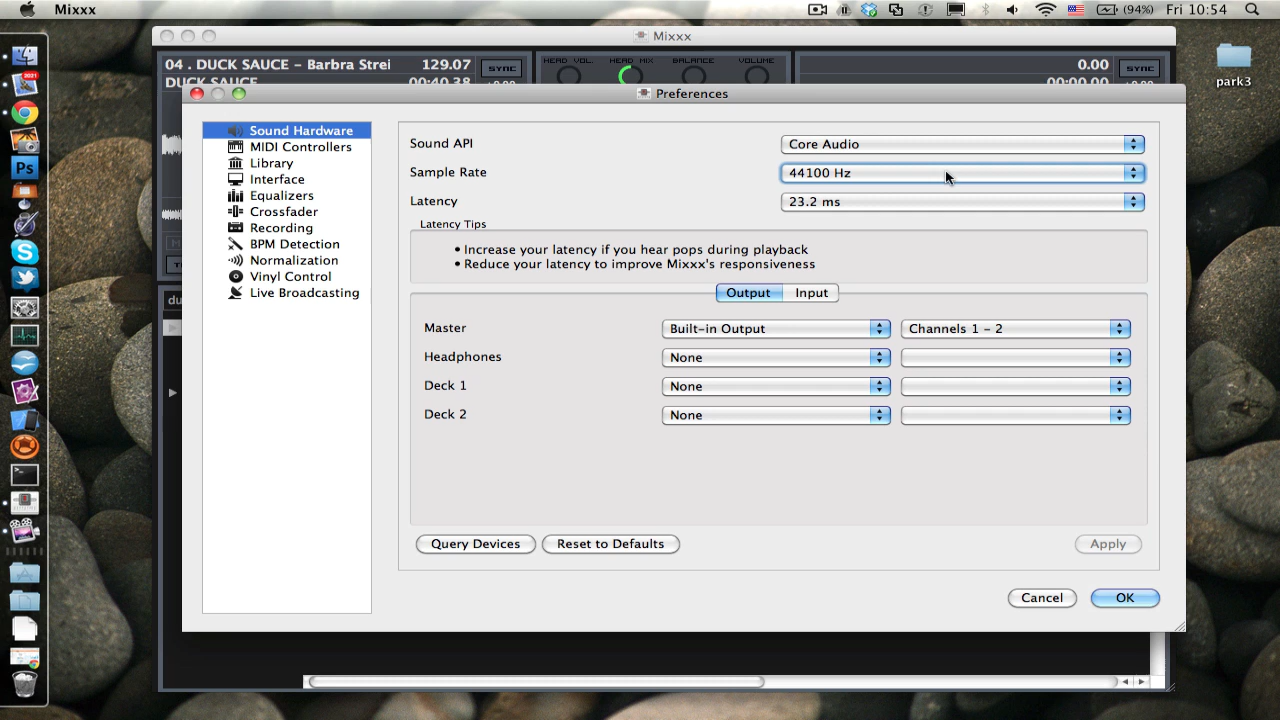 Mixxx
(94%)
Fri 10:54
Mixxx
park3
04 . DUCK SAUCE – Barbra Strei
129.07
SYNC
HEAD VOL.
HEAD MIX
BALANCE
VOLUME
0.00
SYNC
DUCK SAUCE
00:40.38
00:00.00
Preferences
Sound Hardware
MIDI Controllers
Library
Interface
Equalizers
Crossfader
Recording
BPM Detection
Normalization
Vinyl Control
Live Broadcasting
Sound API
Core Audio
Sample Rate
44100 Hz
Latency
23.2 ms
Latency Tips
• Increase your latency if you hear pops during playback
• Reduce your latency to improve Mixxx's responsiveness
Output
Input
Master
Built-in Output
Channels 1 – 2
Headphones
None
Deck 1
None
Deck 2
None
Query Devices
Reset to Defaults
Apply
Cancel
OK
Ps
2021
du